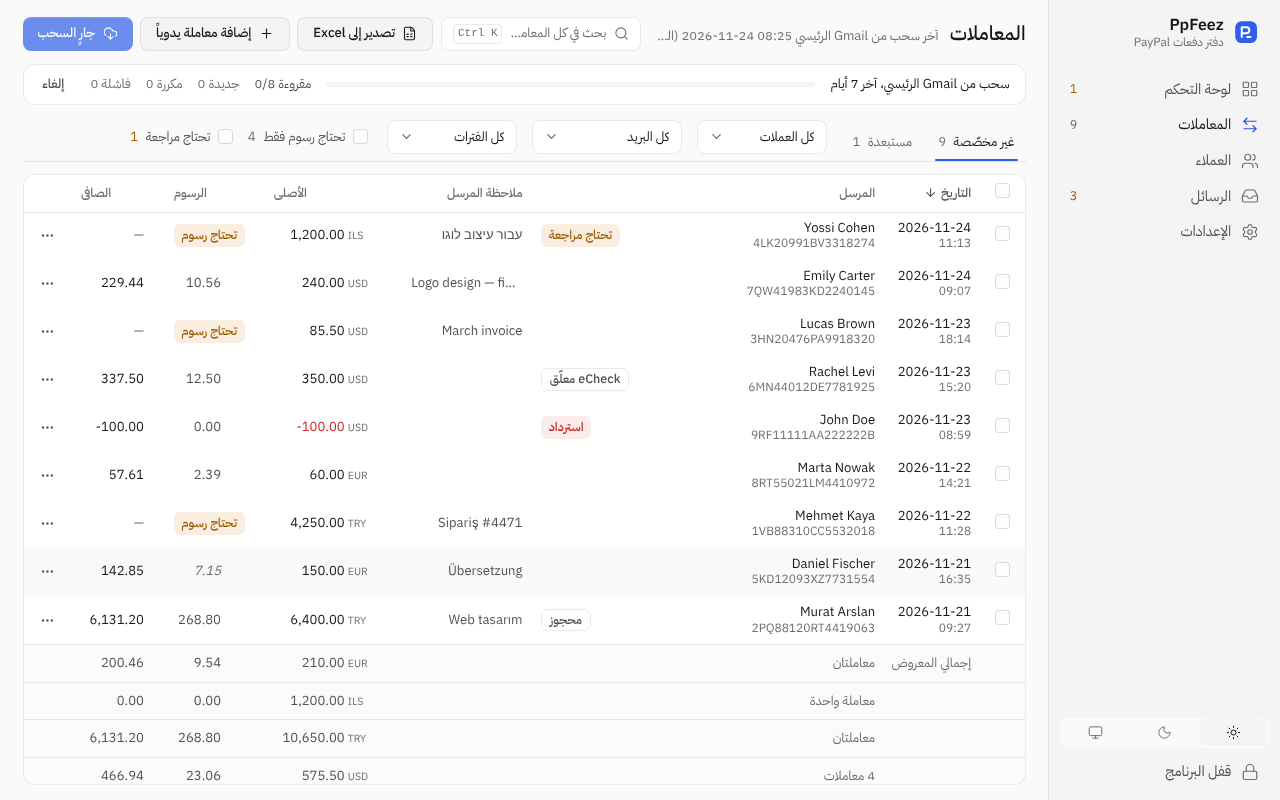 PpFeez
دفتر دفعات PayPal
لوحة التحكم 1
المعاملات 9
العملاء
الرسائل 3
الإعدادات
قفل البرنامج
المعاملات
آخر سحب من Gmail الرئيسي 2026-11-24 08:25 (الـ...
بحث في كل المعامـ... Ctrl K
تصدير إلى Excel
إضافة معاملة يدوياً
جارٍ السحب
سحب من Gmail الرئيسي، آخر 7 أيام
مقروءة 0/8 جديدة 0 مكررة 0 فاشلة 0 إلغاء
غير مخصّصة 9 مستبعدة 1 كل العملات كل البريد كل الفترات تحتاج رسوم فقط 4 تحتاج مراجعة 1
التاريخ ↓ المرسل ملاحظة المرسل الأصلي الرسوم الصافي
2026-11-24 Yossi Cohen تحتاج مراجعة עבור עיצוב לוגו 1,200.00 ILS تحتاج رسوم —
11:13 4LK20991BV3318274
2026-11-24 Emily Carter Logo design — fi... 240.00 USD 10.56 229.44
09:07 7QW41983KD2240145
2026-11-23 Lucas Brown March invoice 85.50 USD تحتاج رسوم —
18:14 3HN20476PA9918320
2026-11-23 Rachel Levi eCheck معلّق 350.00 USD 12.50 337.50
15:20 6MN44012DE7781925
2026-11-23 John Doe استرداد -100.00 USD 0.00 -100.00
08:59 9RF11111AA222222B
2026-11-22 Marta Nowak 60.00 EUR 2.39 57.61
14:21 8RT55021LM4410972
2026-11-22 Mehmet Kaya Sipariş #4471 4,250.00 TRY تحتاج رسوم —
11:28 1VB88310CC5532018
2026-11-21 Daniel Fischer Übersetzung 150.00 EUR 7.15 142.85
16:35 5KD12093XZ7731554
2026-11-21 Murat Arslan محجوز Web tasarım 6,400.00 TRY 268.80 6,131.20
09:27 2PQ88120RT4419063
إجمالي المعروض معاملتان 210.00 EUR 9.54 200.46
معاملة واحدة 1,200.00 ILS 0.00 0.00
معاملتان 10,650.00 TRY 268.80 6,131.20
4 معاملات 575.50 USD 23.06 466.94